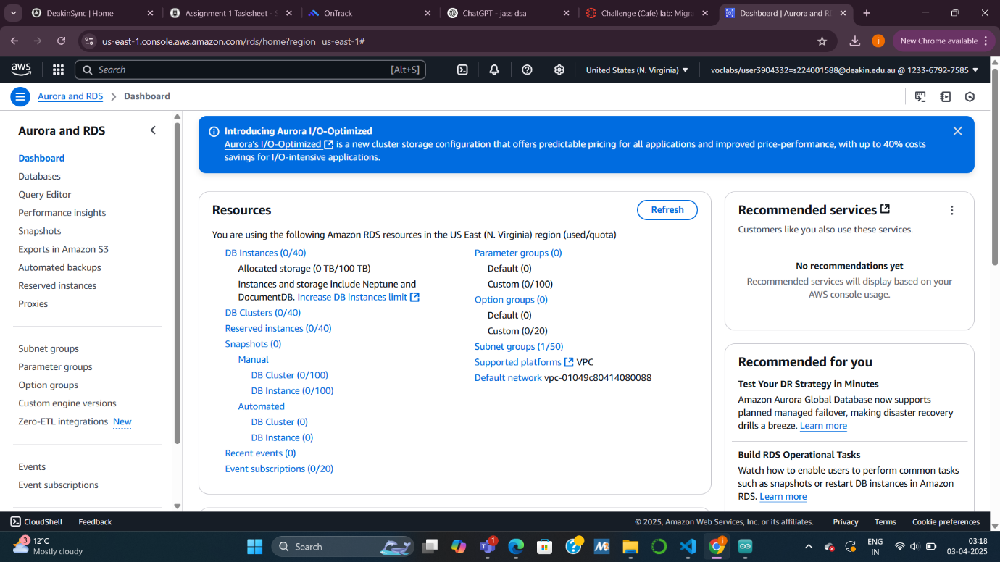 DeakinSync | Home
Assignment 1 Tasksheet - S
OnTrack
ChatGPT - jass dsa
Challenge (Cafe) lab: Migra
Dashboard | Aurora and RD
us-east-1.console.aws.amazon.com/rds/home?region=us-east-1#
j
New Chrome available
aws
Search
[Alt+S]
United States (N. Virginia)
voclabs/user3904332=s224001588@deakin.edu.au @ 1233-6792-7585
Aurora and RDS
Dashboard
Aurora and RDS
Dashboard
Databases
Query Editor
Performance insights
Snapshots
Exports in Amazon S3
Automated backups
Reserved instances
Proxies
Subnet groups
Parameter groups
Option groups
Custom engine versions
Zero-ETL integrations New
Events
Event subscriptions
Introducing Aurora I/O-Optimized
Aurora's I/O-Optimized is a new cluster storage configuration that offers predictable pricing for all applications and improved price-performance, with up to 40% costs
savings for I/O-intensive applications.
Resources
Refresh
You are using the following Amazon RDS resources in the US East (N. Virginia) region (used/quota)
DB Instances (0/40)
Allocated storage (0 TB/100 TB)
Instances and storage include Neptune and
DocumentDB. Increase DB instances limit
DB Clusters (0/40)
Reserved instances (0/40)
Snapshots (0)
Manual
DB Cluster (0/100)
DB Instance (0/100)
Automated
DB Cluster (0)
DB Instance (0)
Recent events (0)
Event subscriptions (0/20)
Parameter groups (0)
Default (0)
Custom (0/100)
Option groups (0)
Default (0)
Custom (0/20)
Subnet groups (1/50)
Supported platforms VPC
Default network vpc-01049c80414080088
Recommended services
Customers like you also use these services.
No recommendations yet
Recommended services will display based on your
AWS console usage.
Recommended for you
Test Your DR Strategy in Minutes
Amazon Aurora Global Database now supports
planned managed failover, making disaster recovery
drills a breeze. Learn more
Build RDS Operational Tasks
Watch how to enable users to perform common tasks
such as snapshots or restart DB instances in Amazon
RDS. Learn more
CloudShell
Feedback
© 2025, Amazon Web Services, Inc. or its affiliates.
Privacy
Terms
Cookie preferences
3
12°C
Mostly cloudy
Search
1
j
ENG
IN
03:18
03-04-2025